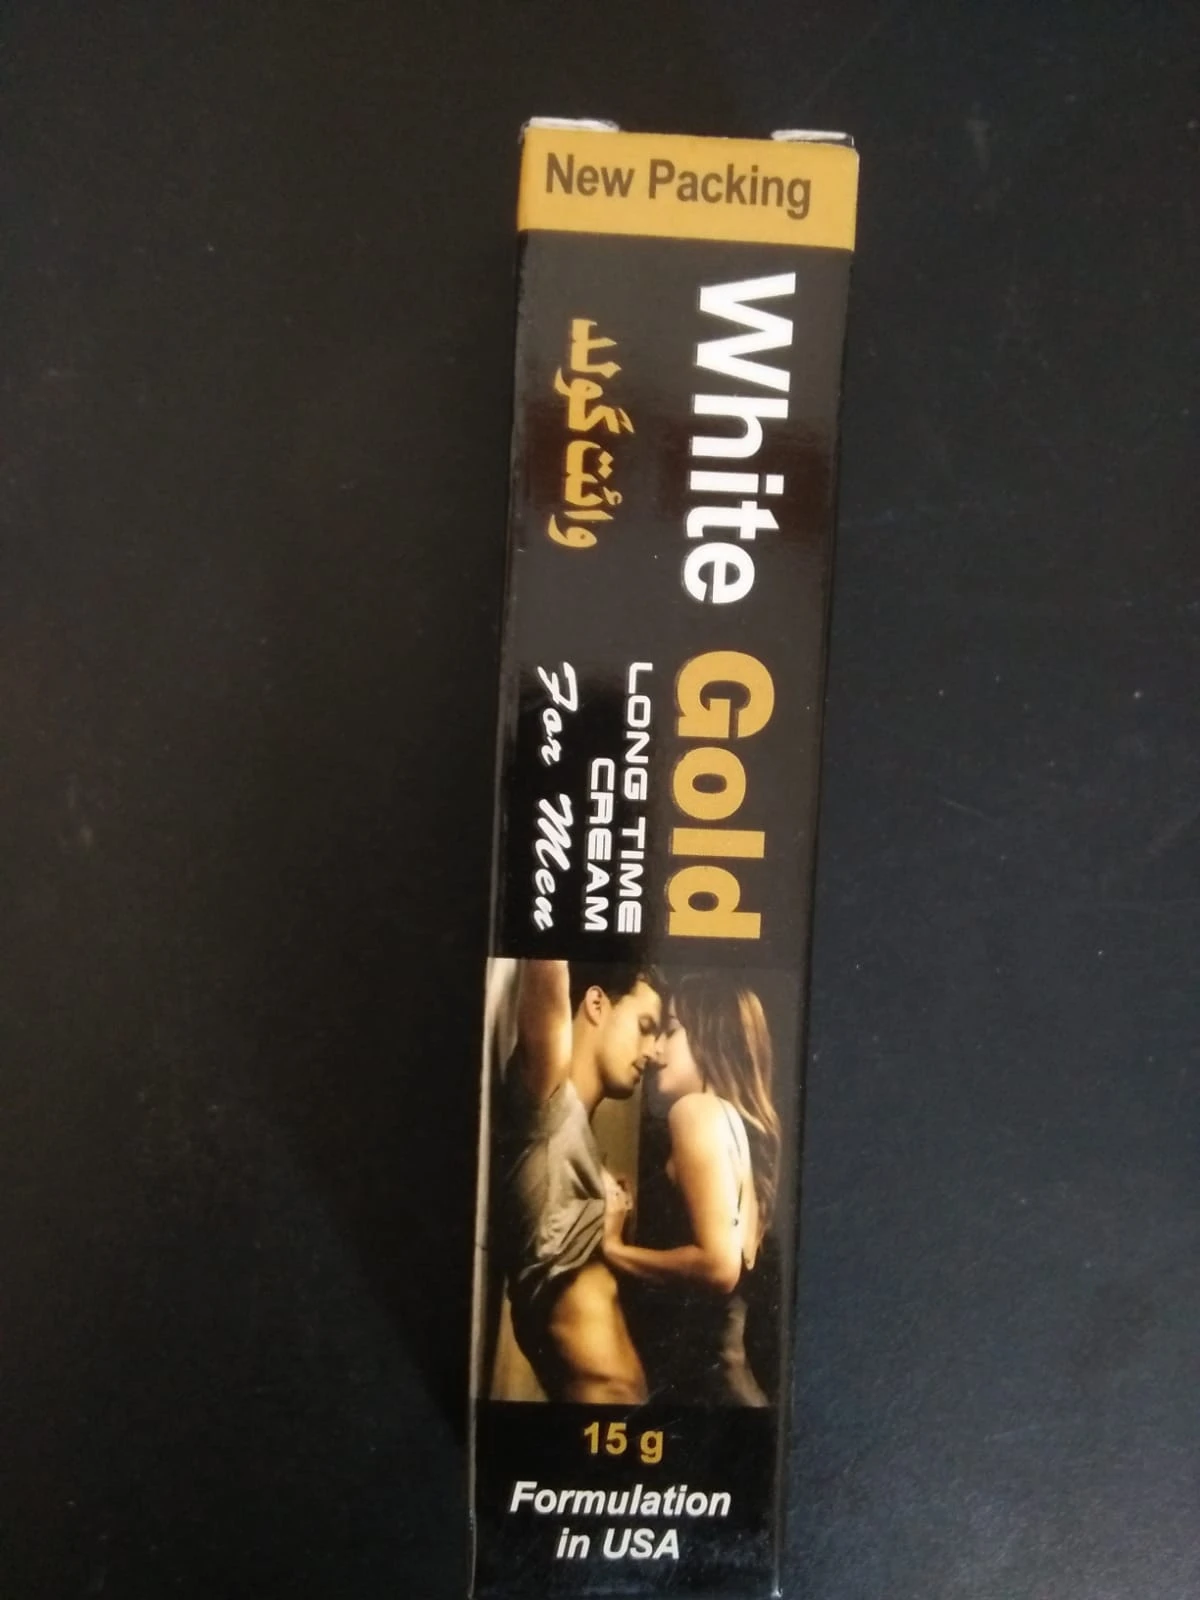 New Packing
White Gold
وائٹ گولڈ
LONG TIME
CREAM
For Men
15 g
Formulation
in USA